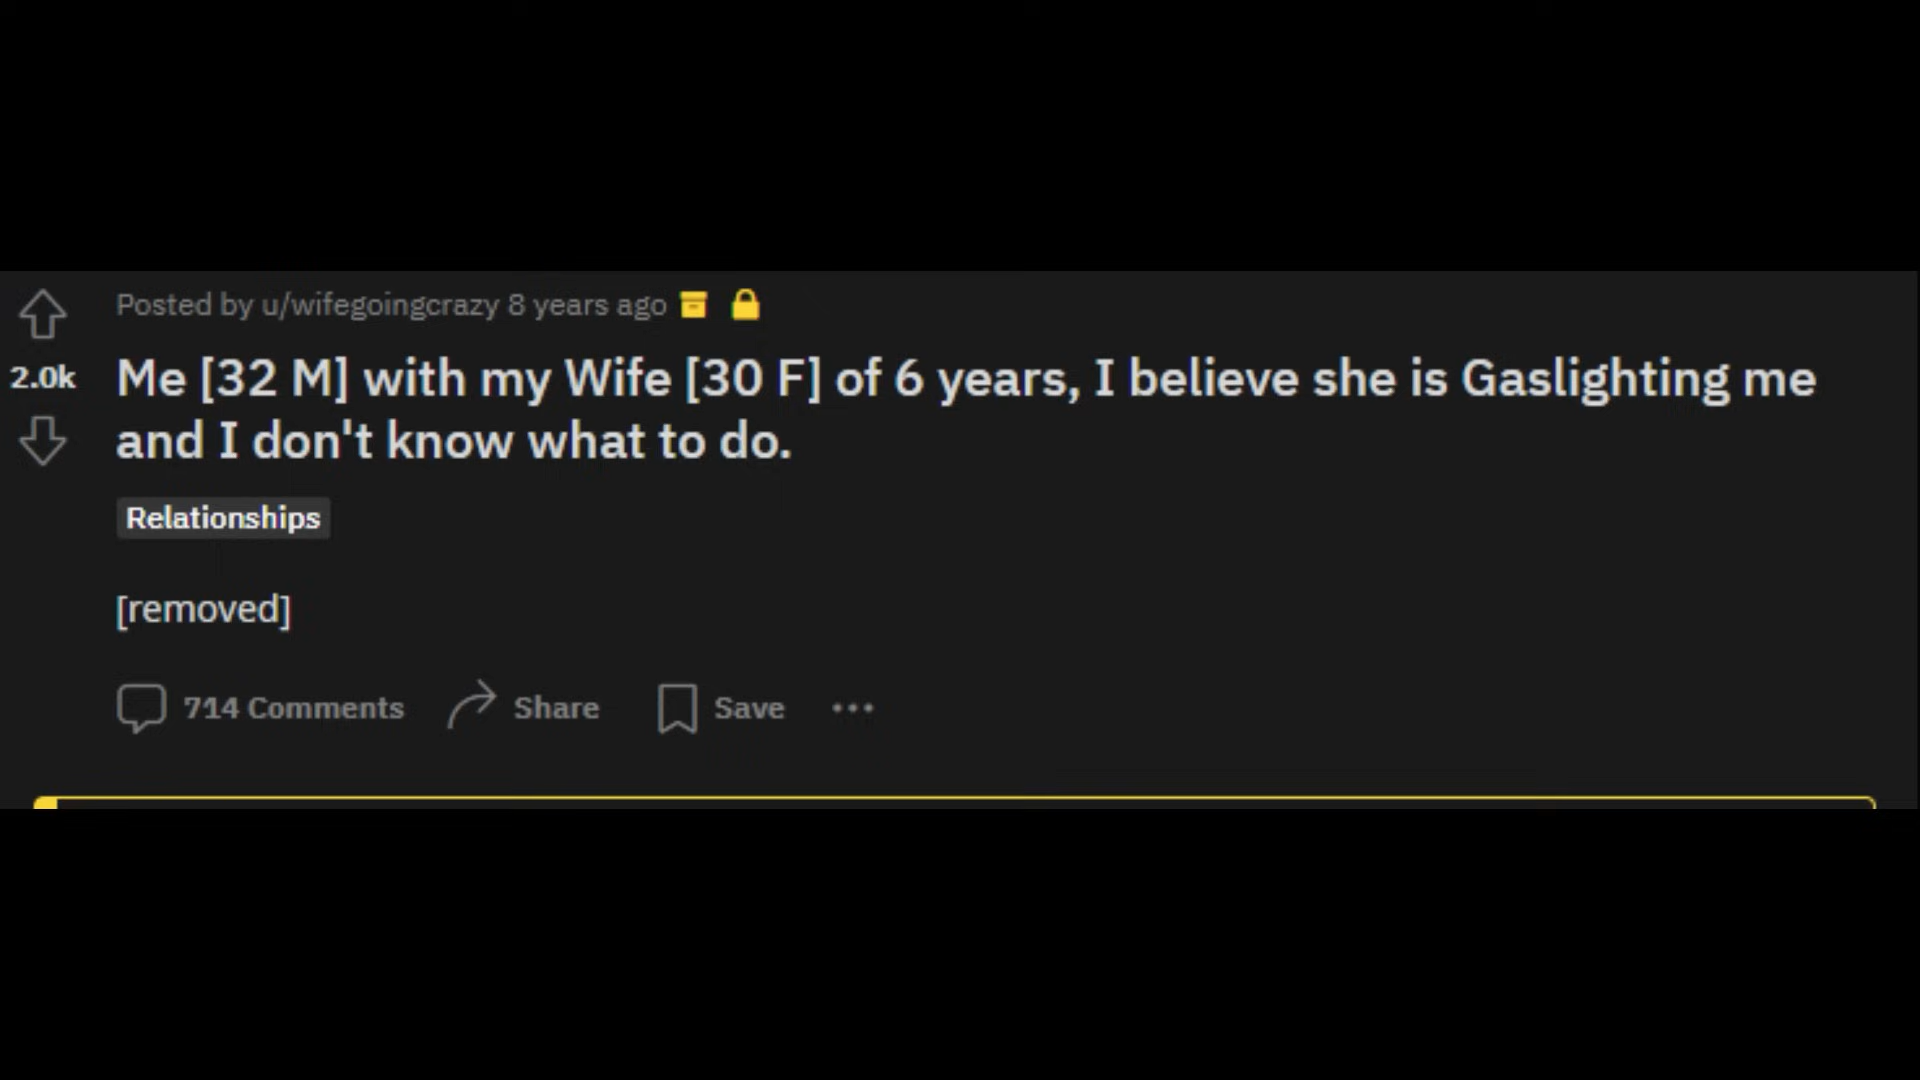 Posted by u/wifegoingcrazy 8 years ago
2.0k
Me [32 M] with my Wife [30 F] of 6 years, I believe she is Gaslighting me
and I don't know what to do.
Relationships
[removed]
714 Comments Share Save ...